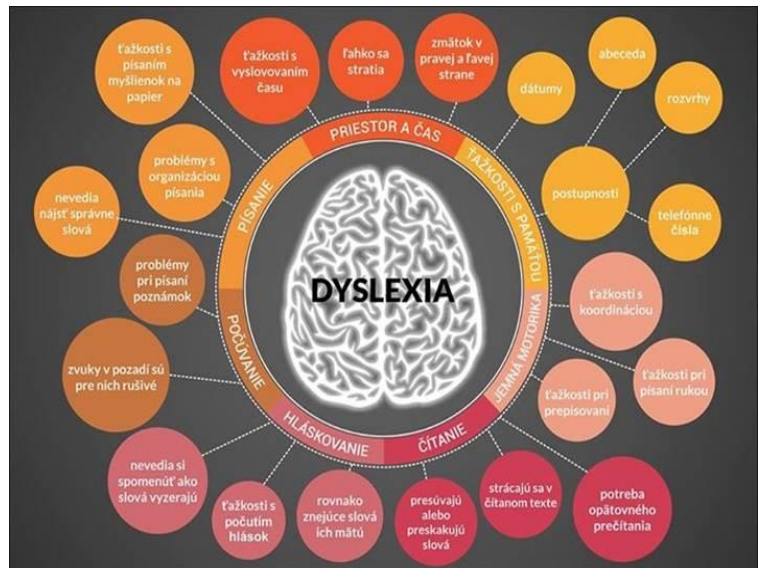 ťažkosti s
písaním
myšlienok na
papier
ťažkosti s
vyslovovaním
času
ľahko sa
stratia
zmätok v
pravej a ľavej
strane
dátumy
abeceda
rozvrhy
postupnosti
telefónne
čísla
problémy s
organizáciou
písania
nevedia
nájsť správne
slová
problémy
pri písaní
poznámok
zvuky v pozadí sú
pre nich rušivé
PRIESTOR A ČAS
ŤAŽKOSTI S PAMÄŤOU
JEMNÁ MOTORIKA
ČÍTANIE
HLÁSKOVANIE
POČÚVANIE
PÍSANIE
DYSLEXIA
ťažkosti s
koordináciou
ťažkosti pri
písaní rukou
ťažkosti pri
prepisovaní
nevedia si
spomenúť ako
slová vyzerajú
ťažkosti s
počutím
hlások
rovnako
znejúce slová
ich mätú
presúvajú
alebo
preskakujú
slová
strácajú sa v
čítanom texte
potreba
opätovného
prečítania